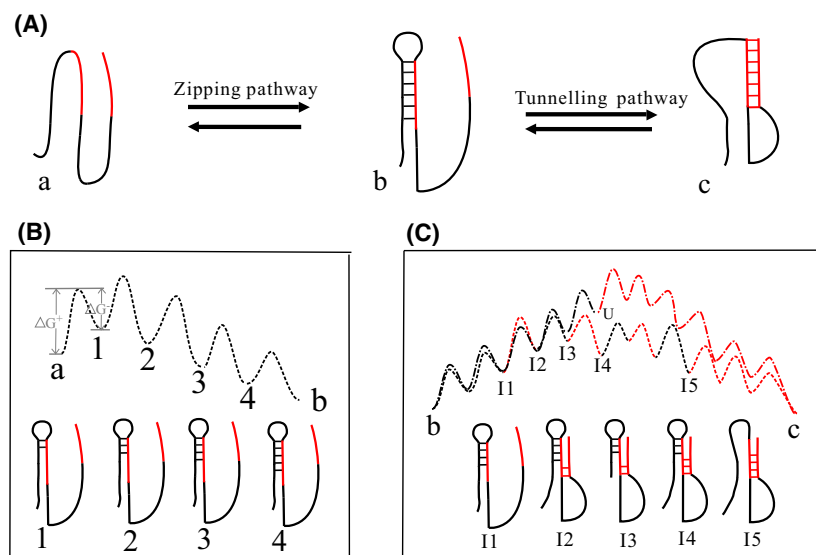 (A)
Zipping pathway
Tunnelling pathway
a
b
c
(B)
ΔG⁺
ΔG⁻
a
1
2
3
4
b
1
2
3
4
(C)
U
I1
I2
I3
I4
I5
b
c
I1
I2
I3
I4
I5